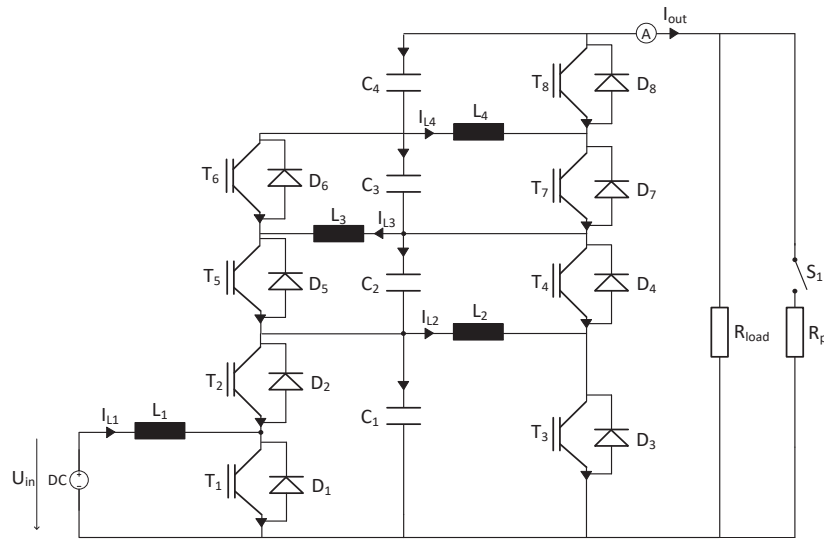 A
I_out
C_4
T_8
D_8
I_L4
L_4
T_6
D_6
C_3
T_7
D_7
L_3
I_L3
T_5
D_5
C_2
T_4
D_4
S_1
I_L2
L_2
R_load
R_p
T_2
D_2
C_1
I_L1
L_1
T_3
D_3
U_in
DC
T_1
D_1